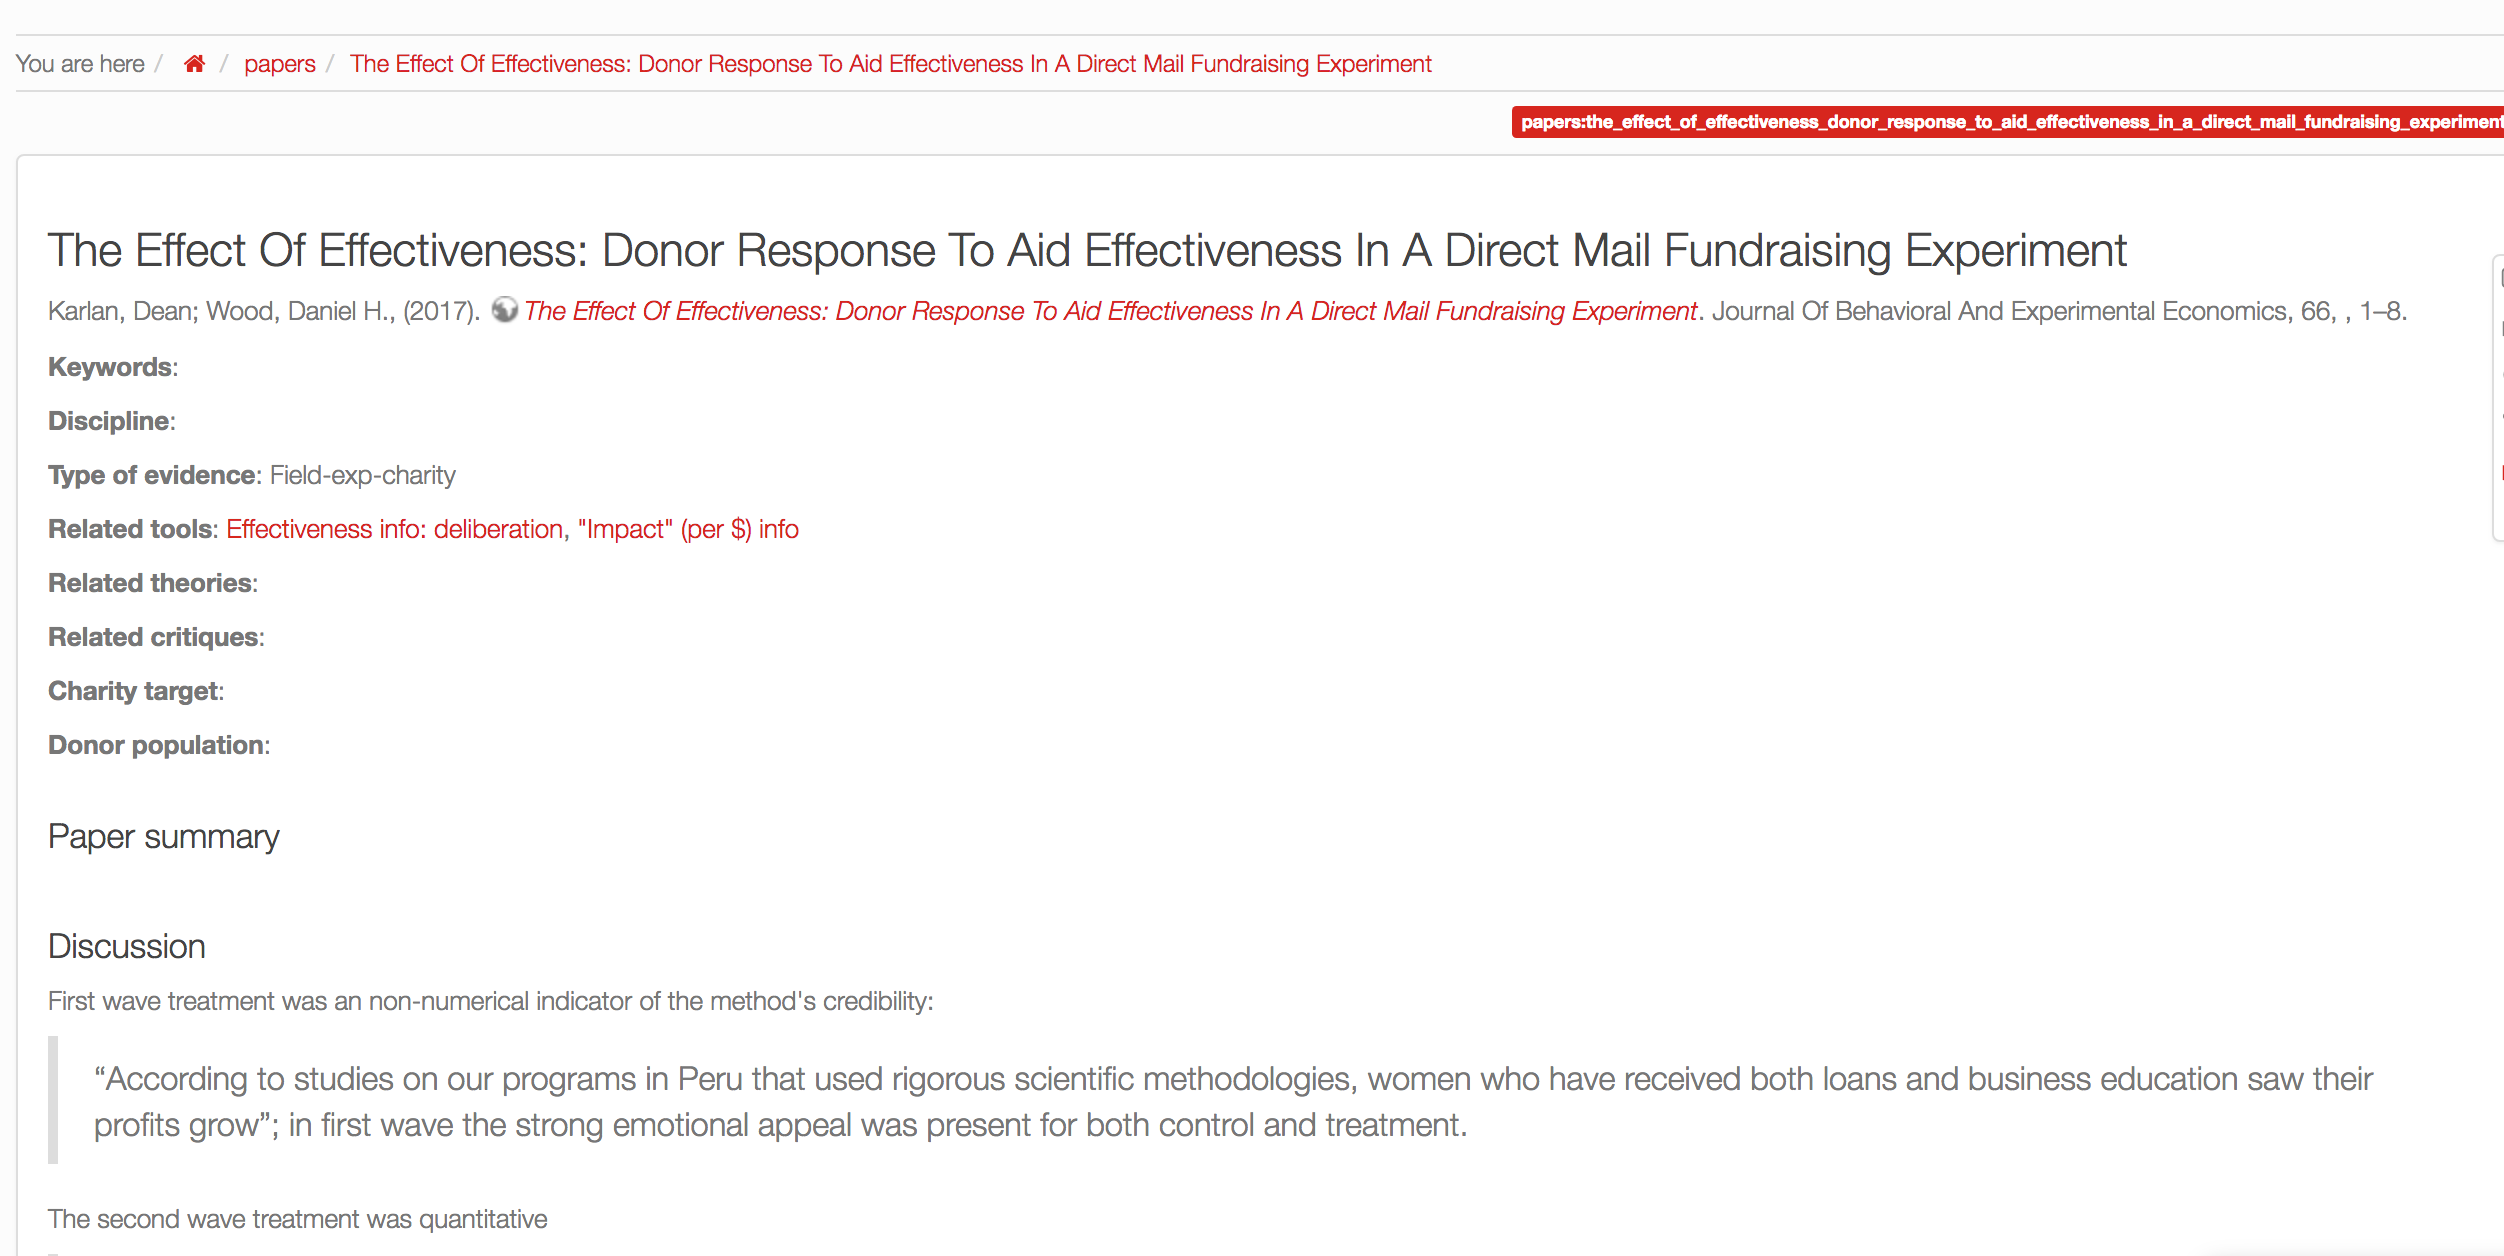 You are here / / papers / The Effect Of Effectiveness: Donor Response To Aid Effectiveness In A Direct Mail Fundraising Experiment
papers:the_effect_of_effectiveness_donor_response_to_aid_effectiveness_in_a_direct_mail_fundraising_experiment
The Effect Of Effectiveness: Donor Response To Aid Effectiveness In A Direct Mail Fundraising Experiment
Karlan, Dean; Wood, Daniel H., (2017). The Effect Of Effectiveness: Donor Response To Aid Effectiveness In A Direct Mail Fundraising Experiment. Journal Of Behavioral And Experimental Economics, 66, , 1–8.
Keywords:
Discipline:
Type of evidence: Field-exp-charity
Related tools: Effectiveness info: deliberation, "Impact" (per $) info
Related theories:
Related critiques:
Charity target:
Donor population:
Paper summary
Discussion
First wave treatment was an non-numerical indicator of the method's credibility:
“According to studies on our programs in Peru that used rigorous scientific methodologies, women who have received both loans and business education saw their
profits grow”; in first wave the strong emotional appeal was present for both control and treatment.
The second wave treatment was quantitative